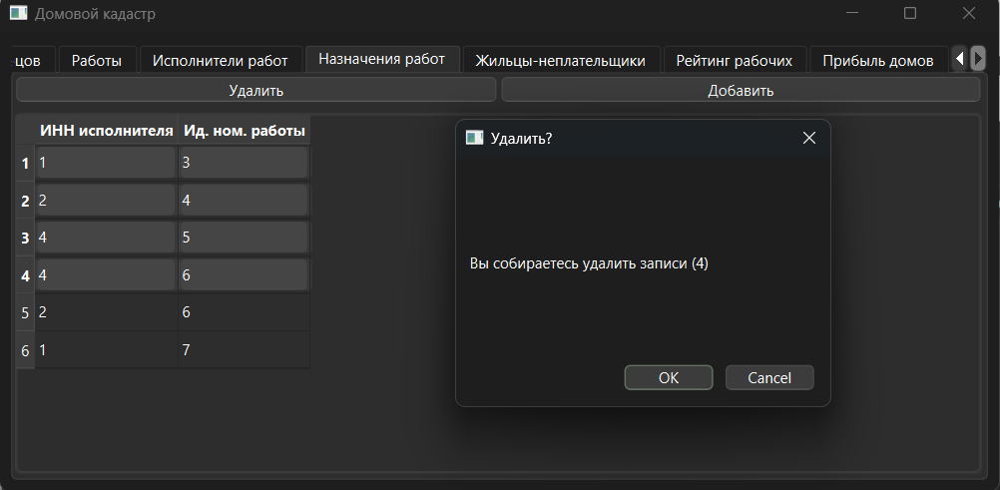 Домовой кадастр
цов Работы Исполнители работ Назначения работ Жильцы-неплательщики Рейтинг рабочих Прибыль домов
Удалить Добавить
ИНН исполнителя Ид. ном. работы
1 1 3
2 2 4
3 4 5
4 4 6
5 2 6
6 1 7
Удалить?
Вы собираетесь удалить записи (4)
OK Cancel